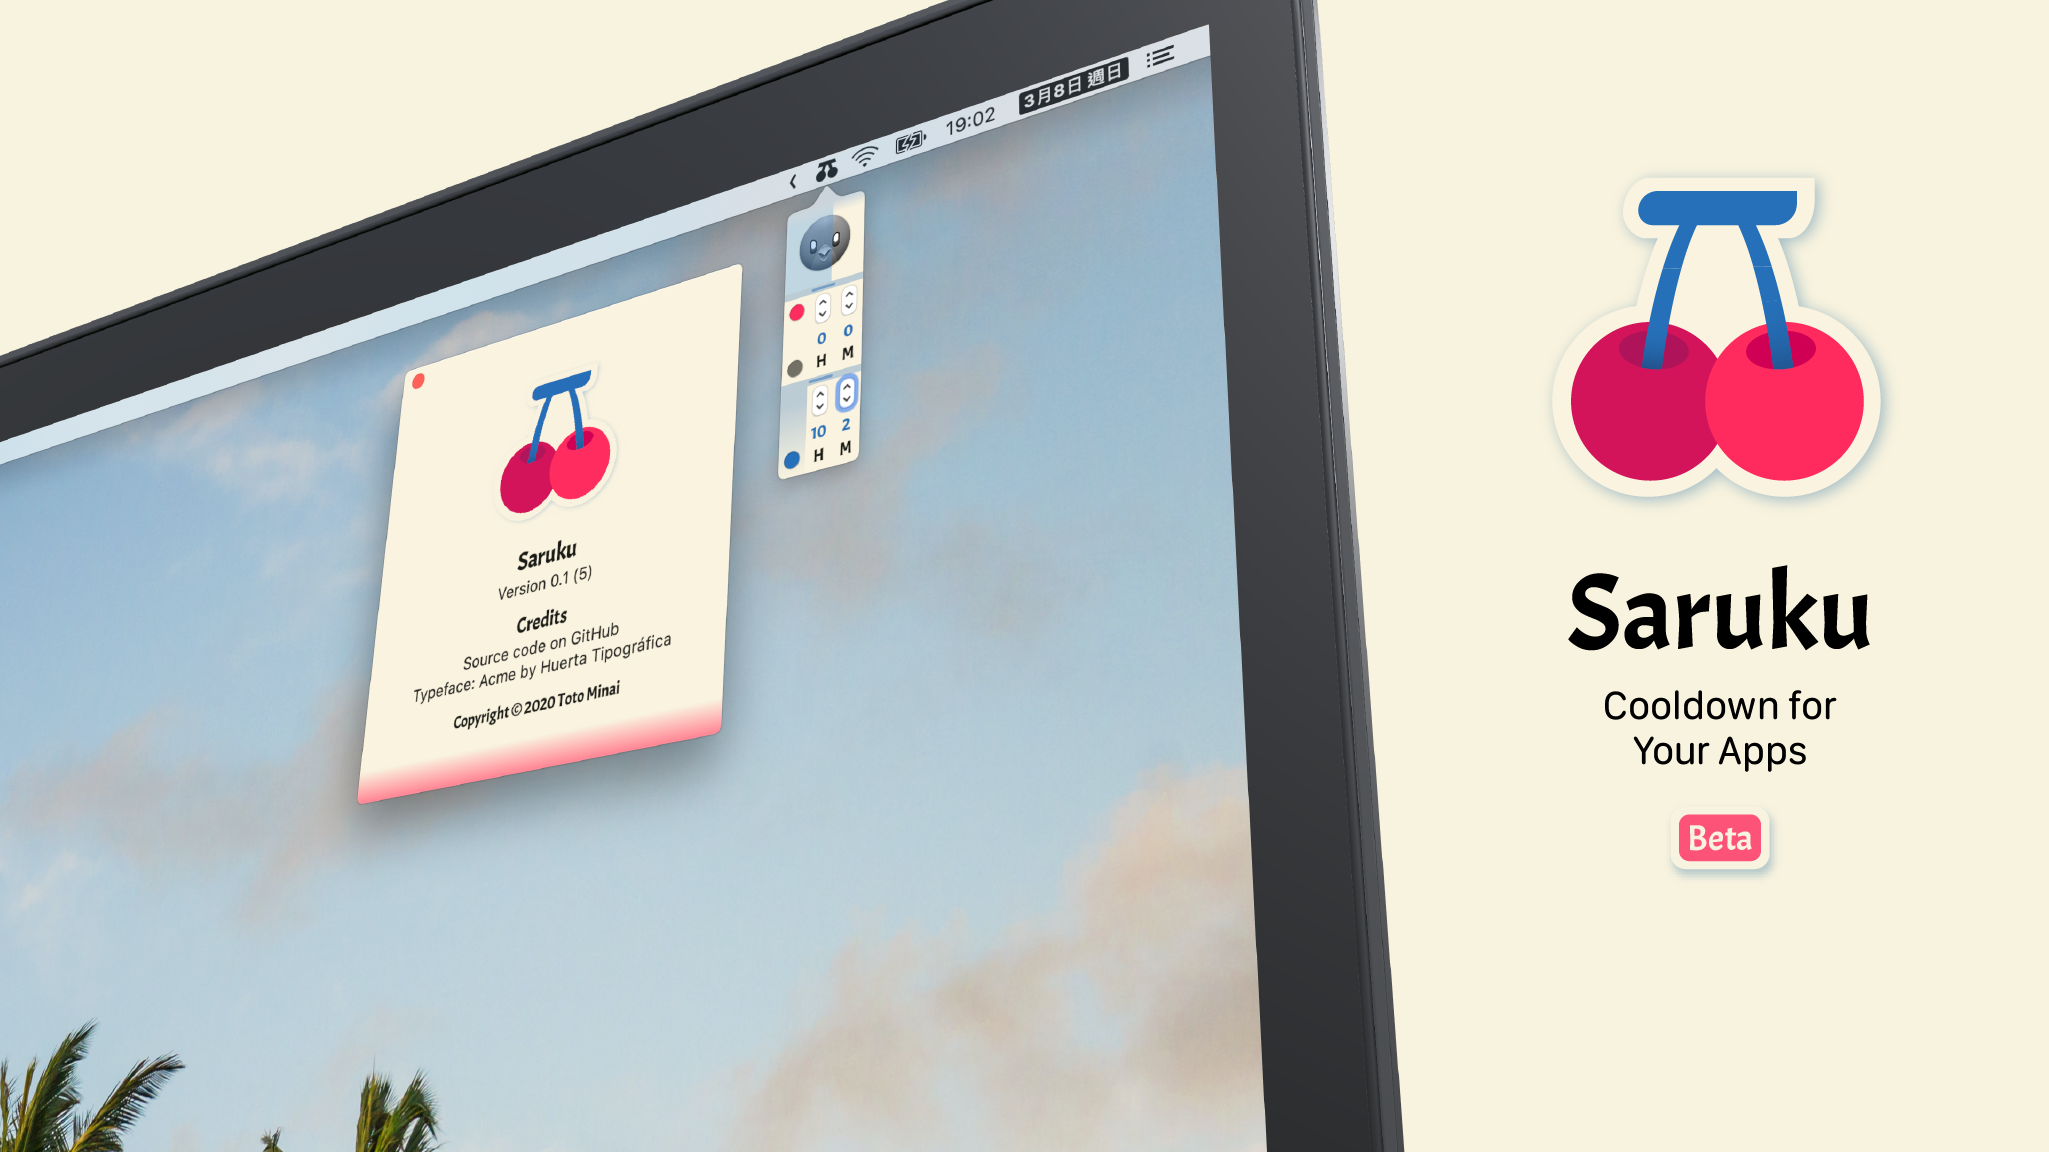 19:02
3月8日 週日
0 0
H M
10 2
H M
Saruku
Version 0.1 (5)
Credits
Source code on GitHub
Typeface: Acme by Huerta Tipográfica
Copyright © 2020 Toto Minai
Saruku
Cooldown for
Your Apps
Beta